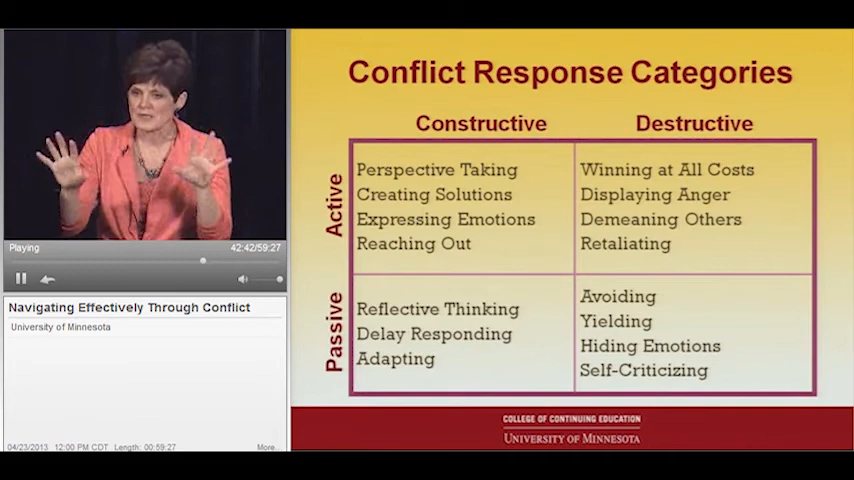 Playing
42:42/59:27
Navigating Effectively Through Conflict
University of Minnesota
04/23/2013 12:00 PM CDT Length: 00:59:27
More...
Conflict Response Categories
Constructive
Destructive
Active
Perspective Taking
Creating Solutions
Expressing Emotions
Reaching Out
Winning at All Costs
Displaying Anger
Demeaning Others
Retaliating
Passive
Reflective Thinking
Delay Responding
Adapting
Avoiding
Yielding
Hiding Emotions
Self-Criticizing
COLLEGE OF CONTINUING EDUCATION
UNIVERSITY OF MINNESOTA